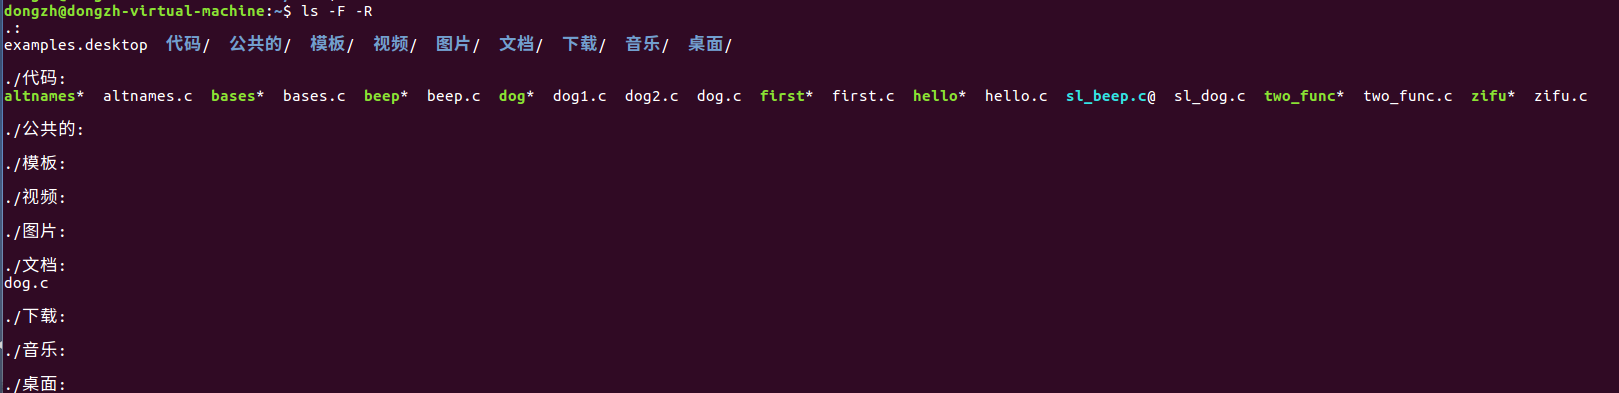 dongzh@dongzh-virtual-machine:~$ ls -F -R
.:
examples.desktop  代码/  公共的/  模板/  视频/  图片/  文档/  下载/  音乐/  桌面/
./代码:
altnames*  altnames.c  bases*  bases.c  beep*  beep.c  dog*  dog1.c  dog2.c  dog.c  first*  first.c  hello*  hello.c  sl_beep.c@  sl_dog.c  two_func*  two_func.c  zifu*  zifu.c
./公共的:
./模板:
./视频:
./图片:
./文档:
dog.c
./下载:
./音乐:
./桌面: